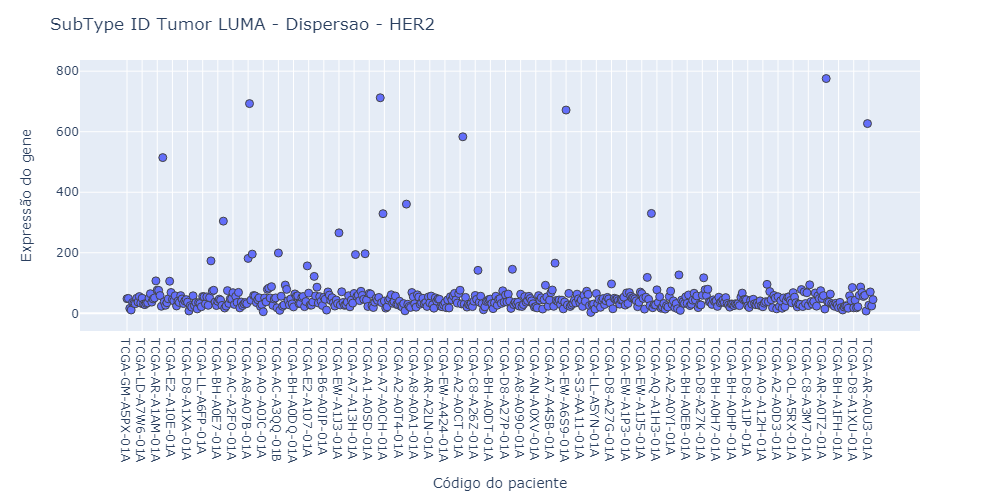 SubType ID Tumor LUMA - Dispersao - HER2
Expressão do gene
800
600
400
200
0
TCGA-GM-A5PX-01A
TCGA-LD-A7W6-01A
TCGA-AR-A1AM-01A
TCGA-E2-A10E-01A
TCGA-D8-A1XA-01A
TCGA-LL-A6FP-01A
TCGA-BH-A0E7-01A
TCGA-AC-A2FO-01A
TCGA-A8-A07B-01A
TCGA-AO-A0JC-01A
TCGA-AC-A3QQ-01B
TCGA-BH-A0DQ-01A
TCGA-E2-A1D7-01A
TCGA-B6-A0IP-01A
TCGA-EW-A1J3-01A
TCGA-A7-A13H-01A
TCGA-A1-A0SD-01A
TCGA-A7-A0CH-01A
TCGA-A2-A0T4-01A
TCGA-A8-A0A1-01A
TCGA-AR-A2LN-01A
TCGA-EW-A424-01A
TCGA-A2-A0CT-01A
TCGA-C8-A26Z-01A
TCGA-BH-A0DT-01A
TCGA-D8-A27P-01A
TCGA-A8-A090-01A
TCGA-AN-A0XV-01A
TCGA-A7-A4SB-01A
TCGA-EW-A6S9-01A
TCGA-S3-AA11-01A
TCGA-LL-A5YN-01A
TCGA-D8-A27G-01A
TCGA-EW-A1P3-01A
TCGA-EW-A1J5-01A
TCGA-AQ-A1H3-01A
TCGA-A2-A0YI-01A
TCGA-BH-A0EB-01A
TCGA-D8-A27K-01A
TCGA-BH-A0H7-01A
TCGA-BH-A0HP-01A
TCGA-D8-A1JP-01A
TCGA-AO-A12H-01A
TCGA-A2-A0D3-01A
TCGA-OL-A5RX-01A
TCGA-C8-A3M7-01A
TCGA-AR-A0TZ-01A
TCGA-BH-A1FH-01A
TCGA-D8-A1XU-01A
TCGA-AR-A0U3-01A
Código do paciente